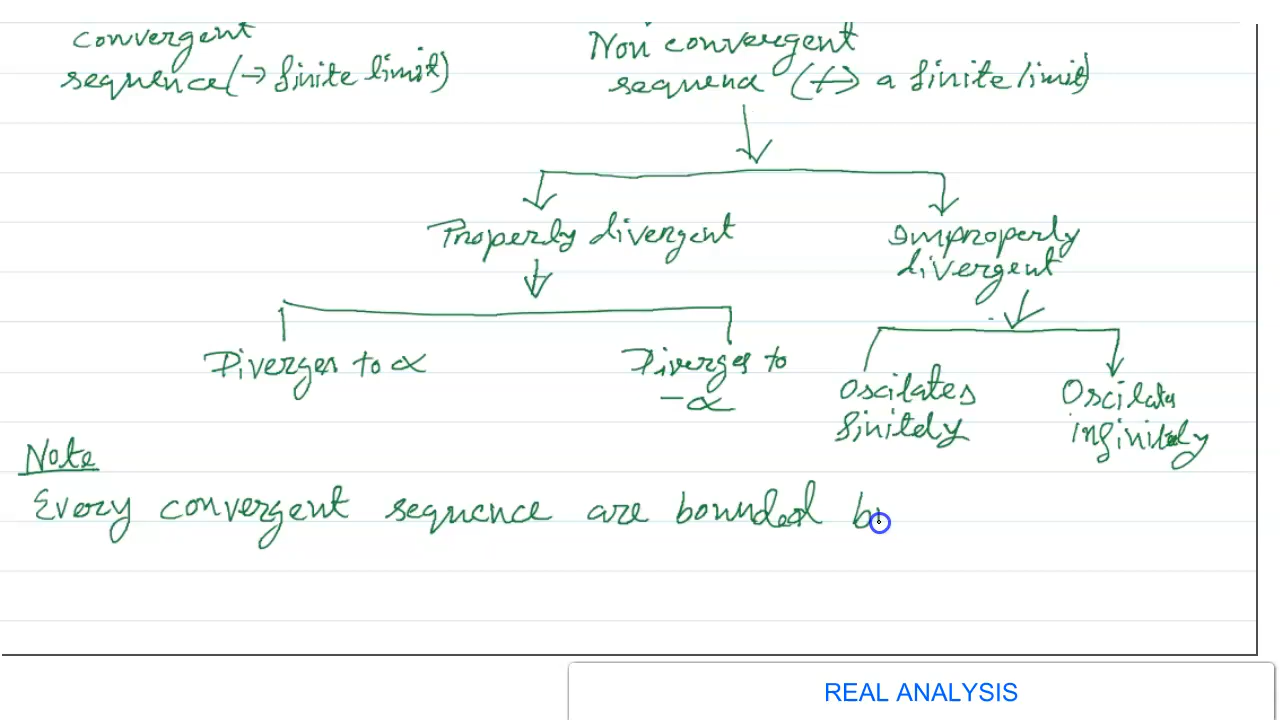 convergent
sequence (→ finite limit)
Non convergent
sequence (↛ a finite limit)
Properly divergent
Improperly
divergent
Diverges to ∝
Diverges to
-∝
Oscilates
finitely
Oscilates
infinitely
Note
Every convergent sequence are bounded bu
REAL ANALYSIS